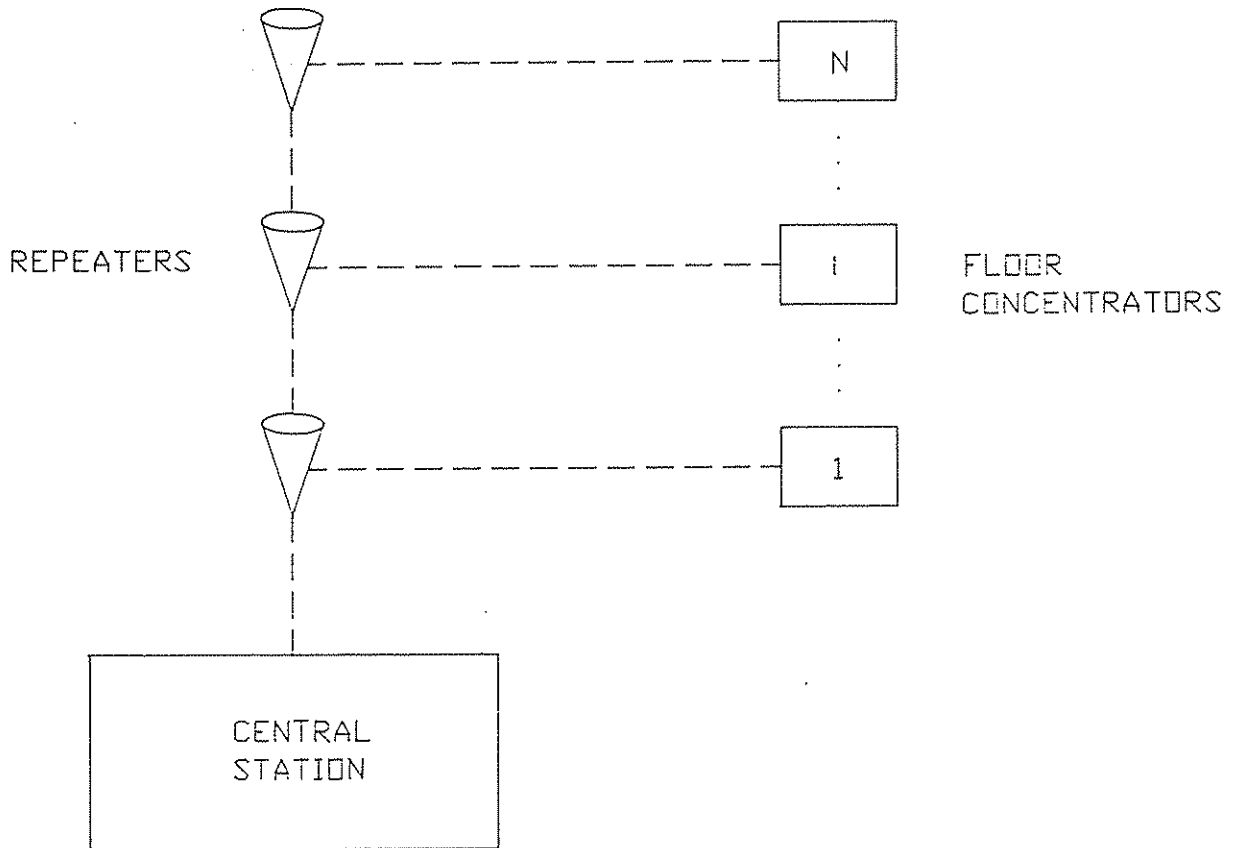 N
REPEATERS
I
FLOOR
CONCENTRATORS
1
CENTRAL
STATION